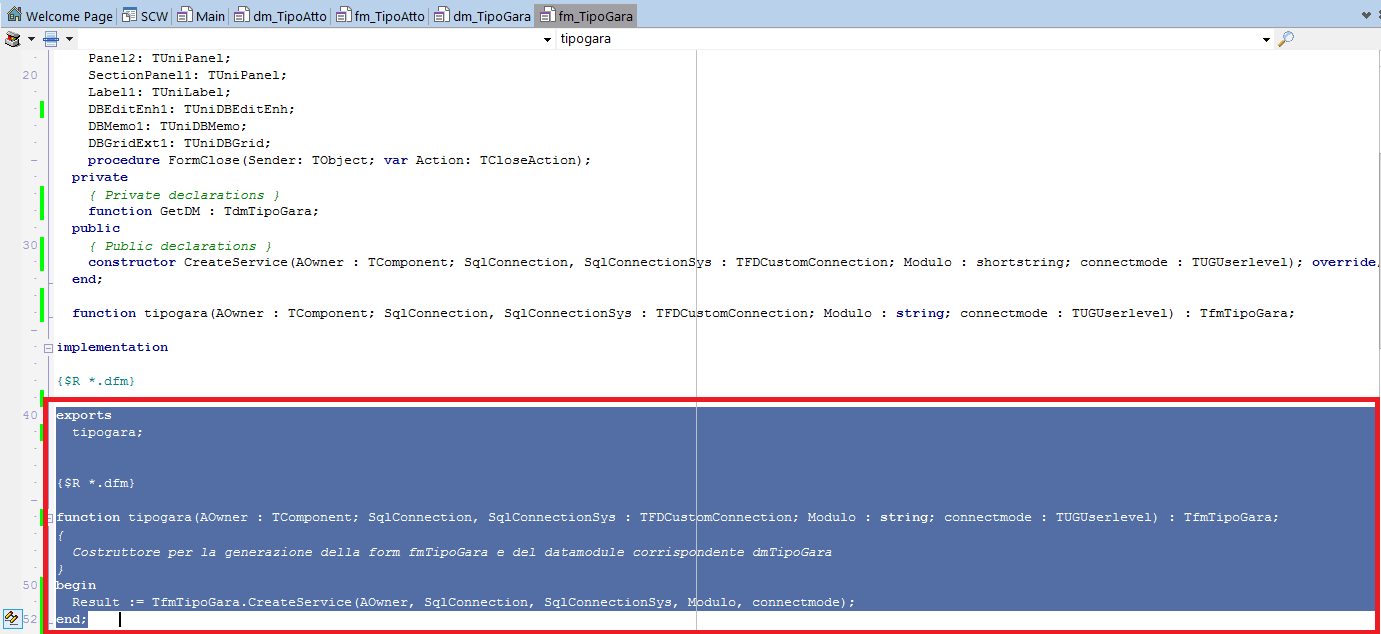 Welcome Page SCW Main dm_TipoAtto fm_TipoAtto dm_TipoGara fm_TipoGara
tipogara
Panel2: TUniPanel;
20 SectionPanel1: TUniPanel;
Label1: TUniLabel;
DBEditEnh1: TUniDBEditEnh;
DBMemo1: TUniDBMemo;
DBGridExt1: TUniDBGrid;
procedure FormClose(Sender: TObject; var Action: TCloseAction);
private
{ Private declarations }
function GetDM : TdmTipoGara;
public
30 { Public declarations }
constructor CreateService(AOwner : TComponent; SqlConnection, SqlConnectionSys : TFDCustomConnection; Modulo : shortstring; connectmode : TUGUserlevel); override;
end;
function tipogara(AOwner : TComponent; SqlConnection, SqlConnectionSys : TFDCustomConnection; Modulo : string; connectmode : TUGUserlevel) : TfmTipoGara;
implementation
{$R *.dfm}
40 exports
tipogara;
{$R *.dfm}
function tipogara(AOwner : TComponent; SqlConnection, SqlConnectionSys : TFDCustomConnection; Modulo : string; connectmode : TUGUserlevel) : TfmTipoGara;
{
Costruttore per la generazione della form fmTipoGara e del datamodule corrispondente dmTipoGara
}
50 begin
Result := TfmTipoGara.CreateService(AOwner, SqlConnection, SqlConnectionSys, Modulo, connectmode);
52 end;